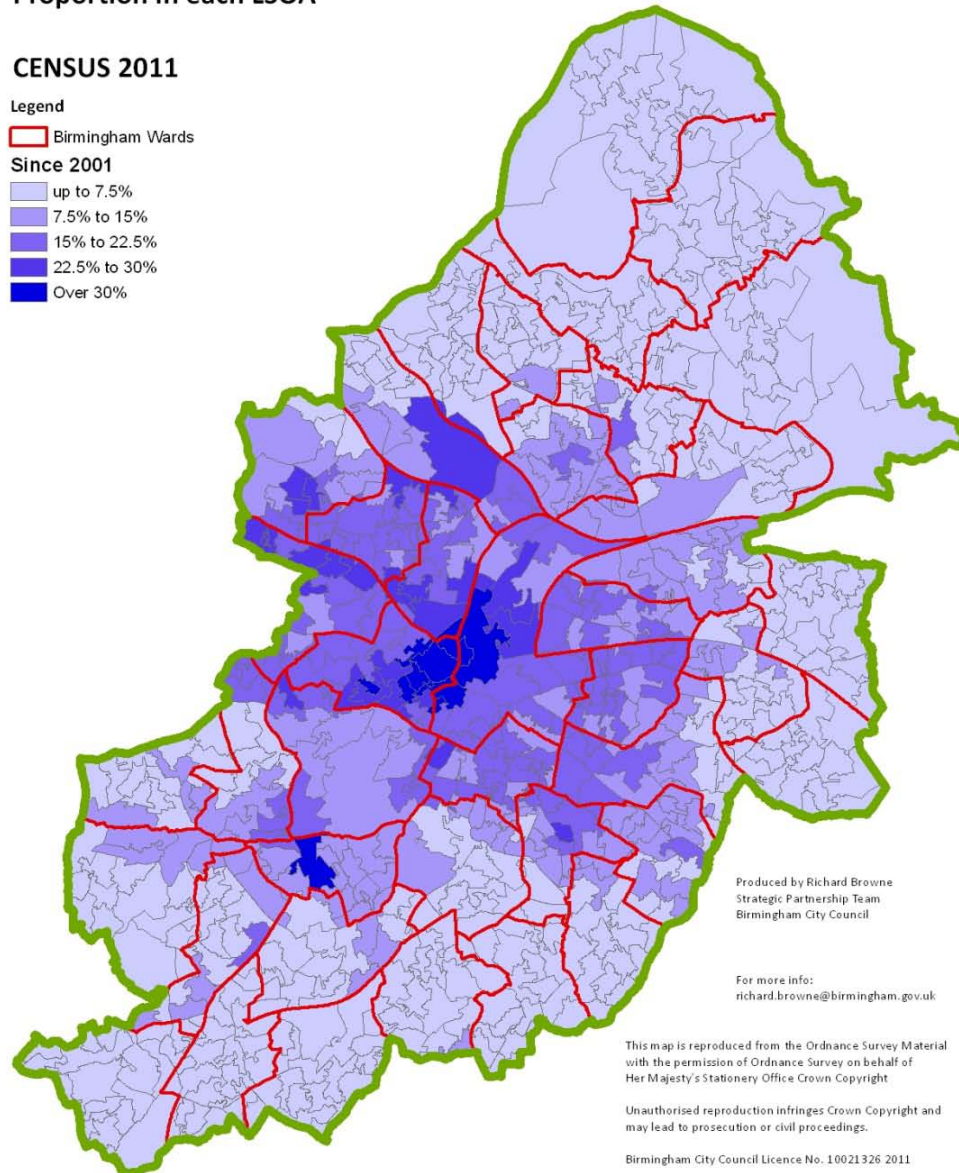 Proportion in each LSOA
CENSUS 2011
Legend
Birmingham Wards
Since 2001
up to 7.5%
7.5% to 15%
15% to 22.5%
22.5% to 30%
Over 30%
Produced by Richard Browne
Strategic Partnership Team
Birmingham City Council
For more info:
richard.browne@birmingham.gov.uk
This map is reproduced from the Ordnance Survey Material
with the permission of Ordnance Survey on behalf of
Her Majesty's Stationery Office Crown Copyright
Unauthorised reproduction infringes Crown Copyright and
may lead to prosecution or civil proceedings.
Birmingham City Council Licence No. 10021326 2011